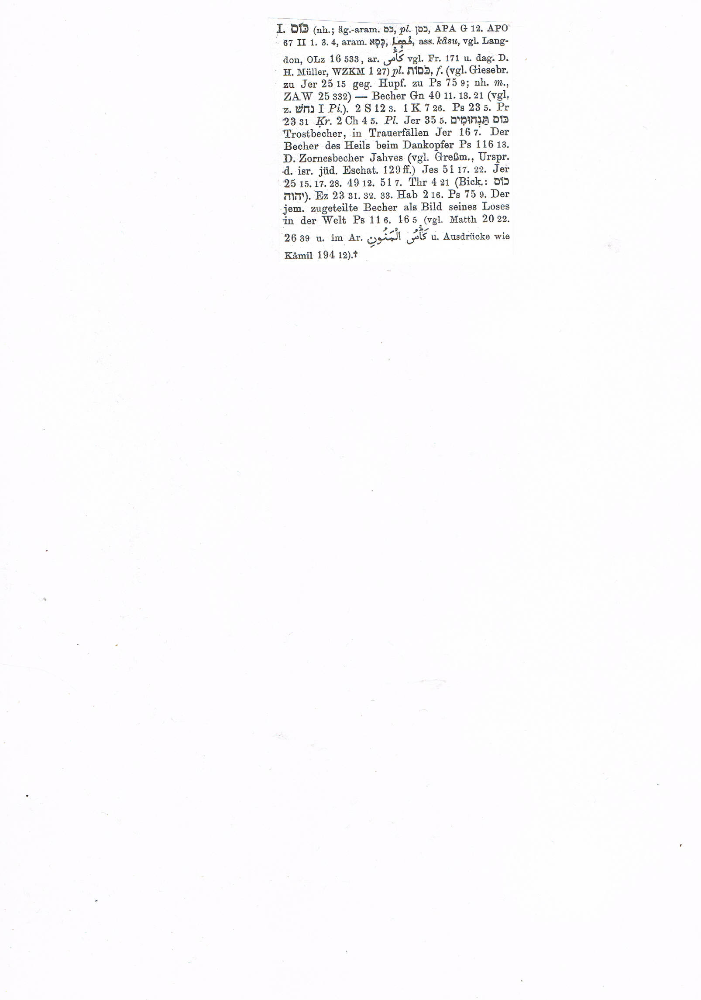 I. כּוֹס (nh.; äg.-aram. כס, pl. כסן, APA G 12. APO
67 II 1. 3. 4, aram. כָּסָא, ass. kâsu, vgl. Lang-
don, OLz 16 533, ar. كَأْس vgl. Fr. 171 u. dag. D.
H. Müller, WZKM 1 27) pl. כֹּסוֹת, f. (vgl. Giesebr.
zu Jer 25 15 geg. Hupf. zu Ps 75 9; nh. m.,
ZAW 25 332) — Becher Gn 40 11. 13. 21 (vgl.
z. נחשׁ I Pi.). 2 S 12 3. 1 K 7 26. Ps 23 5. Pr
23 31 Ḳr. 2 Ch 4 5. Pl. Jer 35 5. כּוֹס תַּנְחוּמִים
Trostbecher, in Trauerfällen Jer 16 7. Der
Becher des Heils beim Dankopfer Ps 116 13.
D. Zornesbecher Jahves (vgl. Greßm., Urspr.
d. isr. jüd. Eschat. 129 ff.) Jes 51 17. 22. Jer
25 15. 17. 28. 49 12. 51 7. Thr 4 21 (Bick.: כוֹס
יהוה). Ez 23 31. 32. 33. Hab 2 16. Ps 75 9. Der
jem. zugeteilte Becher als Bild seines Loses
in der Welt Ps 11 6. 16 5 (vgl. Matth 20 22.
26 39 u. im Ar. كَأْسُ الْمَنُونِ u. Ausdrücke wie
Kâmil 194 12).†